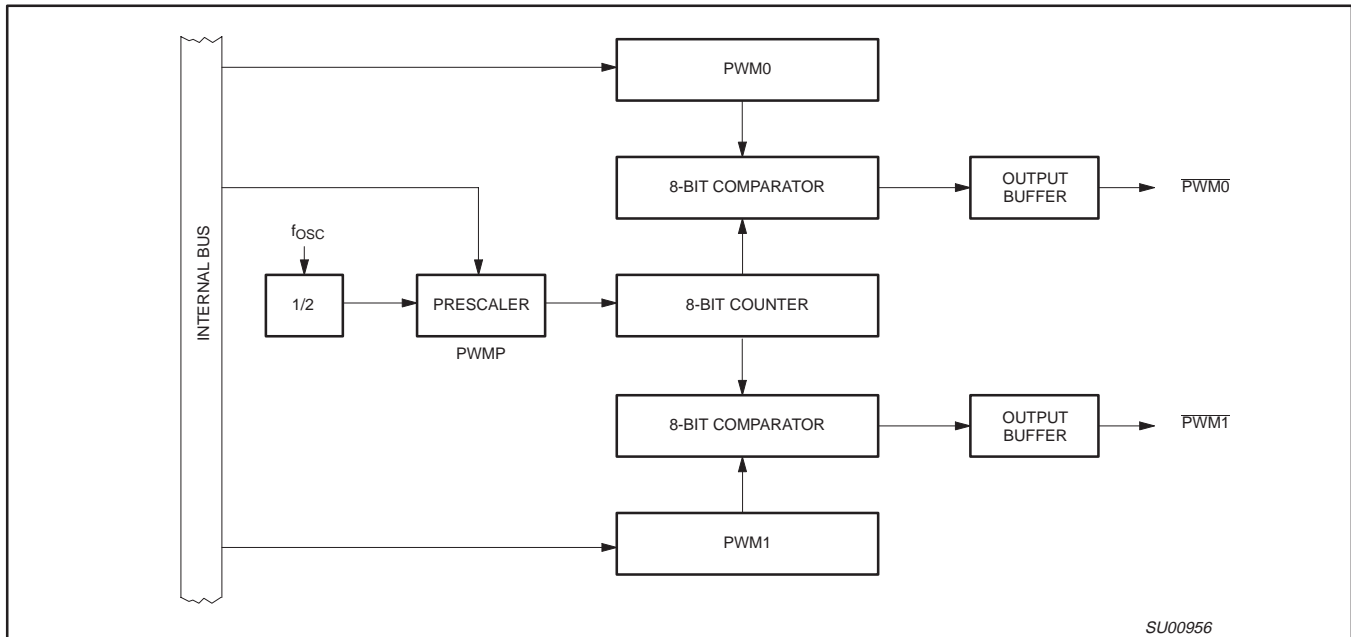 PWM0
8-BIT COMPARATOR
OUTPUT
BUFFER
PWM0
INTERNAL BUS
fOSC
1/2
PRESCALER
PWMP
8-BIT COUNTER
8-BIT COMPARATOR
OUTPUT
BUFFER
PWM1
PWM1
SU00956